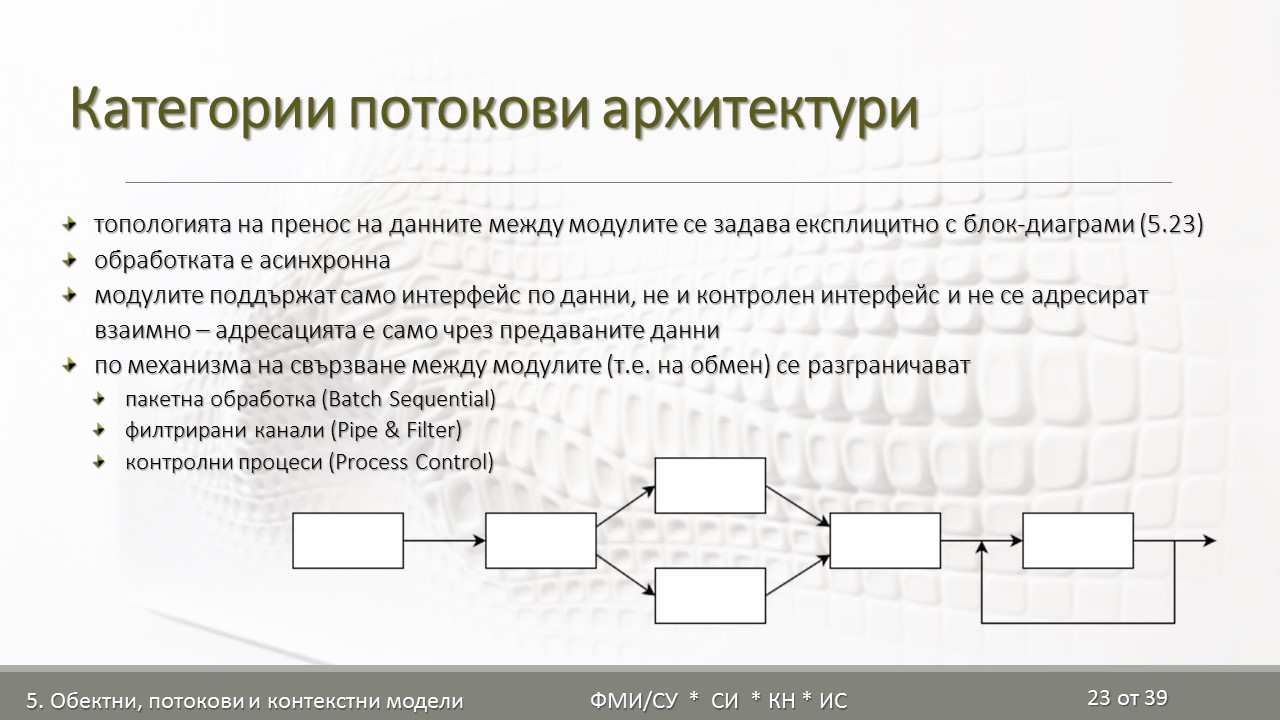 Категории потокови архитектури
топологията на пренос на данните между модулите се задава експлицитно с блок-диаграми (5.23)
обработката е асинхронна
модулите поддържат само интерфейс по данни, не и контролен интерфейс и не се адресират
взаимно – адресацията е само чрез предаваните данни
по механизма на свързване между модулите (т.е. на обмен) се разграничават
пакетна обработка (Batch Sequential)
филтрирани канали (Pipe & Filter)
контролни процеси (Process Control)
5. Обектни, потокови и контекстни модели
ФМИ/СУ * СИ * КН * ИС
23 от 39